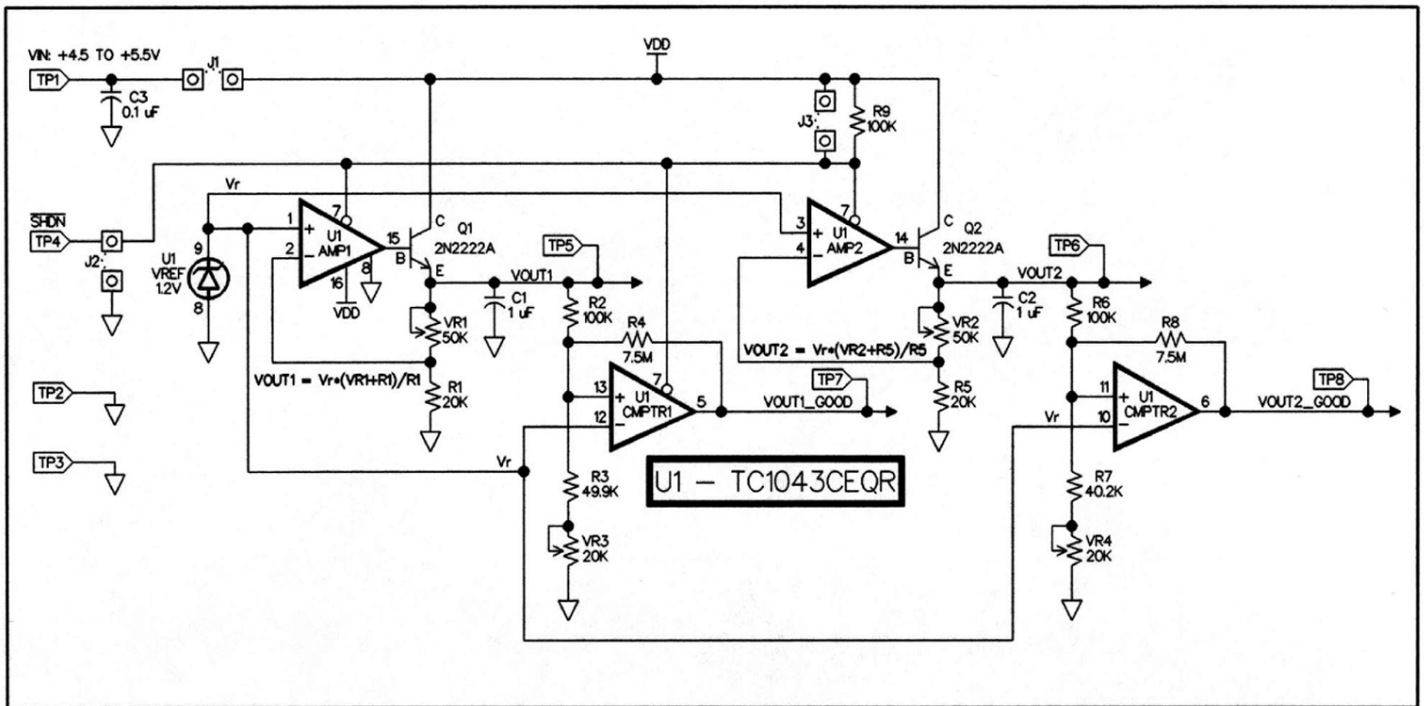 VIN: +4.5 TO +5.5V
TP1
J1
C3
0.1 uF
VDD
J3
R9
100K
SHDN
TP4
J2
Vr
9
U1
VREF
1.2V
8
1
2
+
−
7
U1
AMP1
16
VDD
8
15
B
C
E
Q1
2N2222A
VOUT1
TP5
C1
1 uF
VR1
50K
R1
20K
VOUT1 = Vr*(VR1+R1)/R1
R2
100K
R4
7.5M
13
12
+
−
7
U1
CMPTR1
5
VOUT1_GOOD
TP7
R3
49.9K
VR3
20K
Vr
3
4
+
−
7
U1
AMP2
14
B
C
E
Q2
2N2222A
VOUT2
TP6
C2
1 uF
VR2
50K
R5
20K
VOUT2 = Vr*(VR2+R5)/R5
R6
100K
R8
7.5M
11
10
+
−
U1
CMPTR2
6
VOUT2_GOOD
TP8
Vr
R7
40.2K
VR4
20K
TP2
TP3
U1 − TC1043CEQR